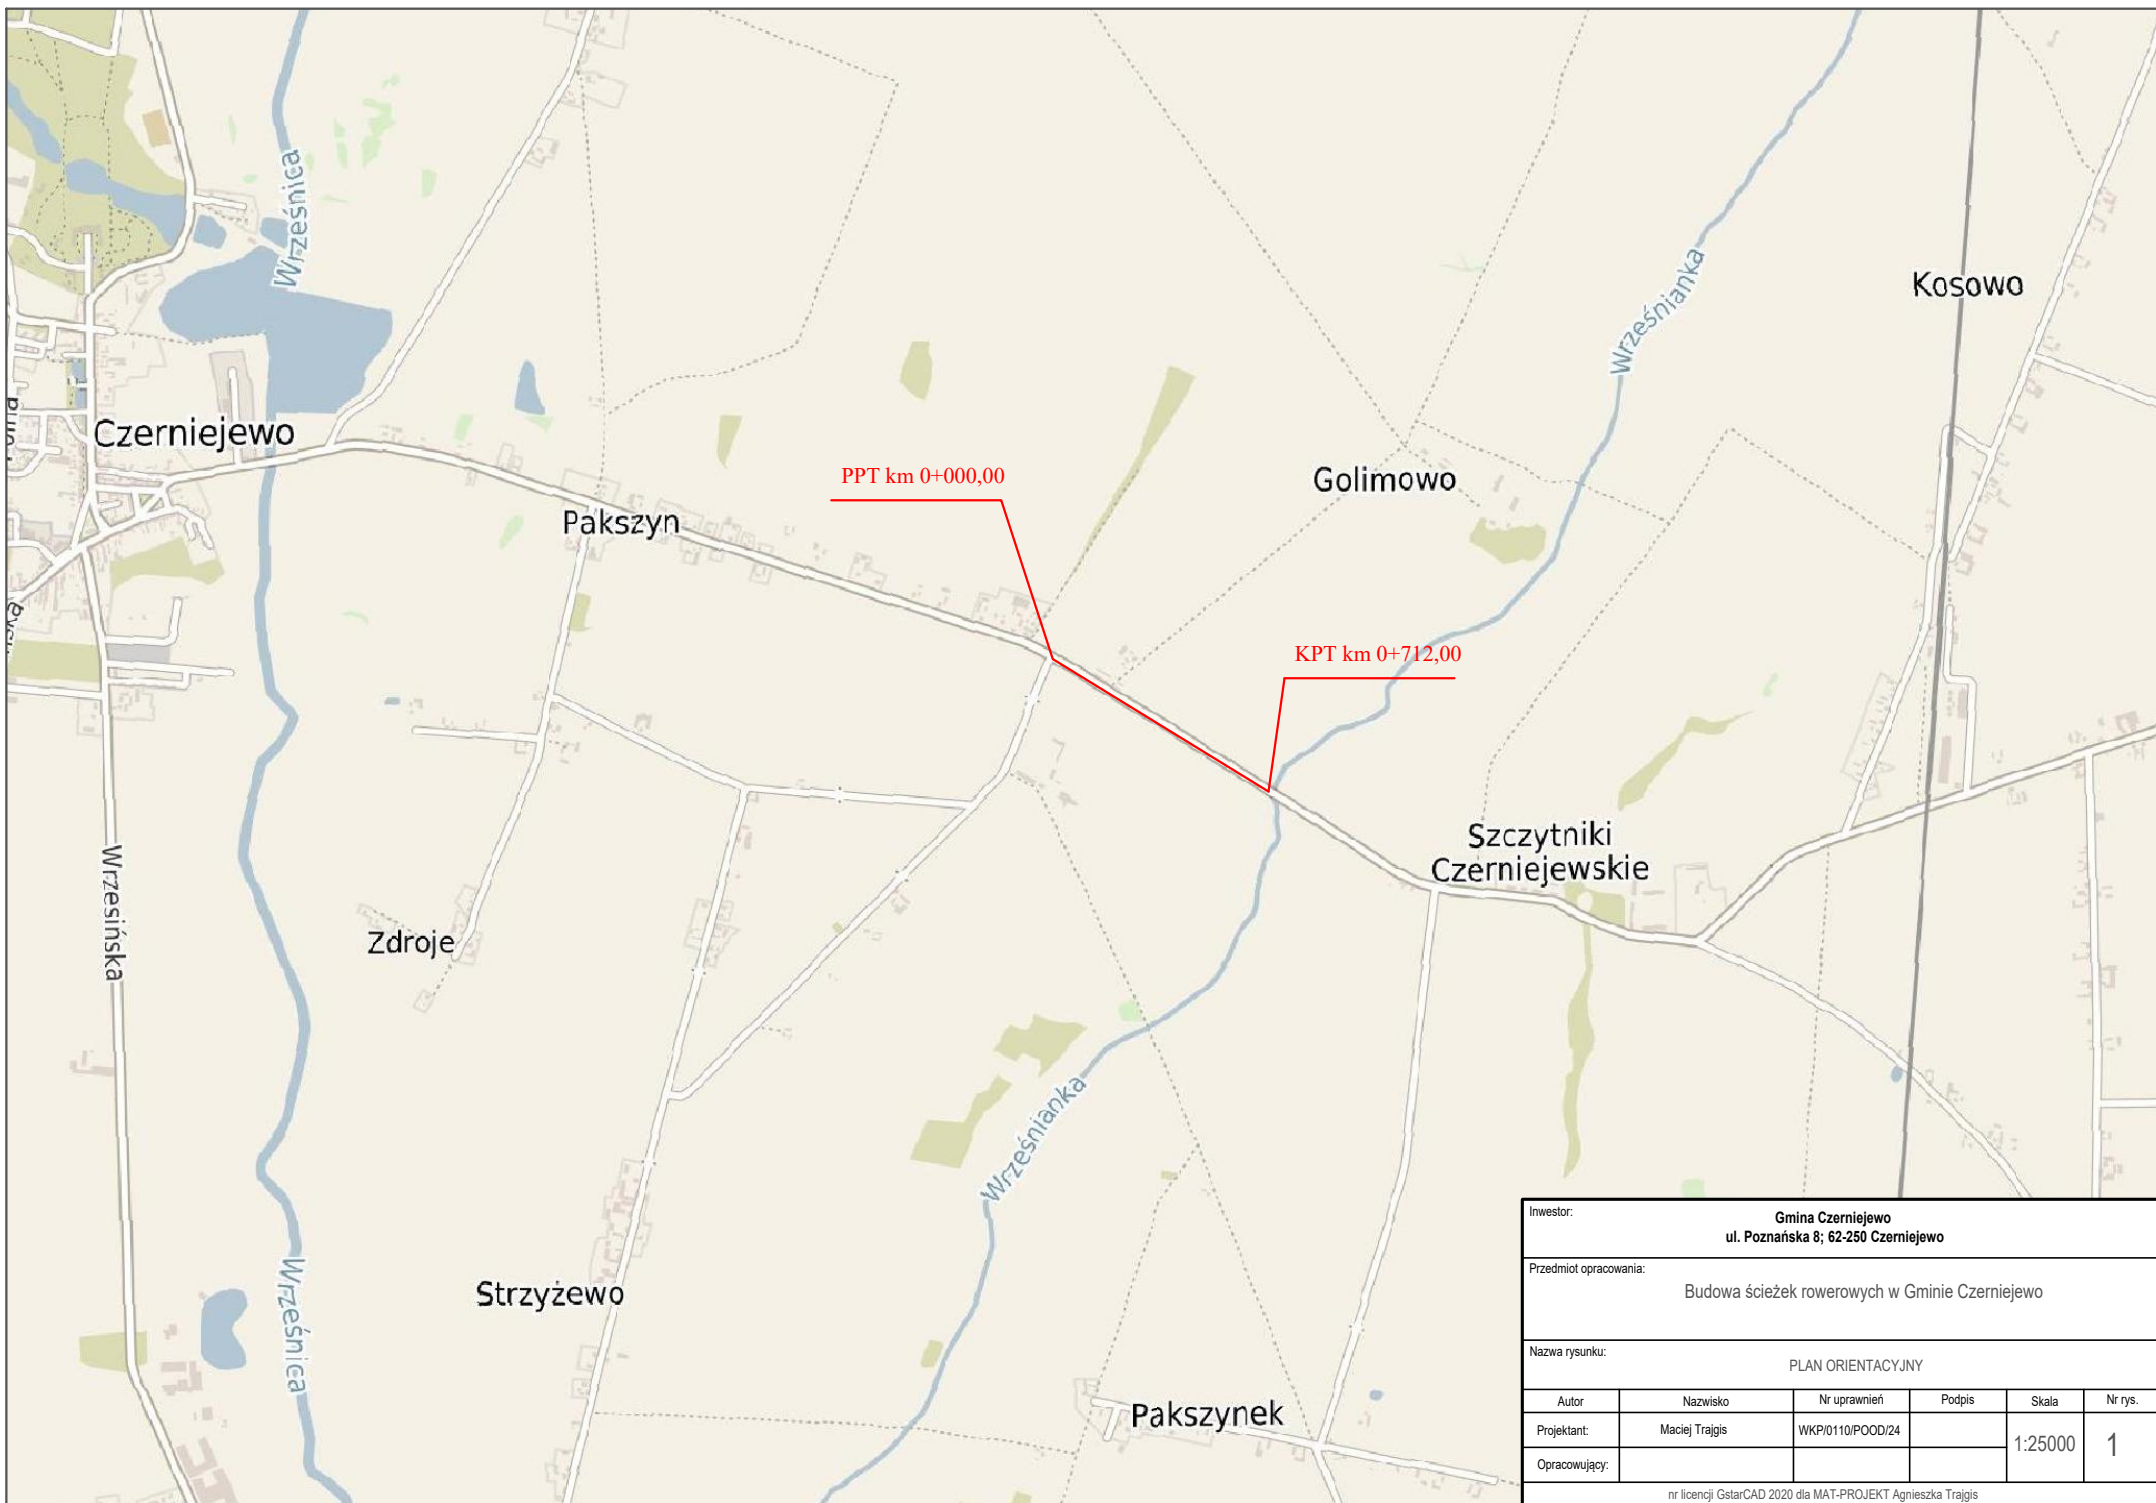 Wrześnica
Kosowo
Wrześnianka
Czerniejewo
PPT km 0+000,00
Golimowo
Pakszyn
KPT km 0+712,00
Szczytniki
Czerniejewskie
Wrzesińska
Zdroje
Wrześnianka
Strzyżewo
Wrześnica
Pakszynek
Inwestor:
Gmina Czerniejewo
ul. Poznańska 8; 62-250 Czerniejewo
Przedmiot opracowania:
Budowa ścieżek rowerowych w Gminie Czerniejewo
Nazwa rysunku:
PLAN ORIENTACYJNY
Autor Nazwisko Nr uprawnień Podpis Skala Nr rys.
Projektant: Maciej Trajgis WKP/0110/POOD/24 1:25000 1
Opracowujący:
nr licencji GstarCAD 2020 dla MAT-PROJEKT Agnieszka Trajgis